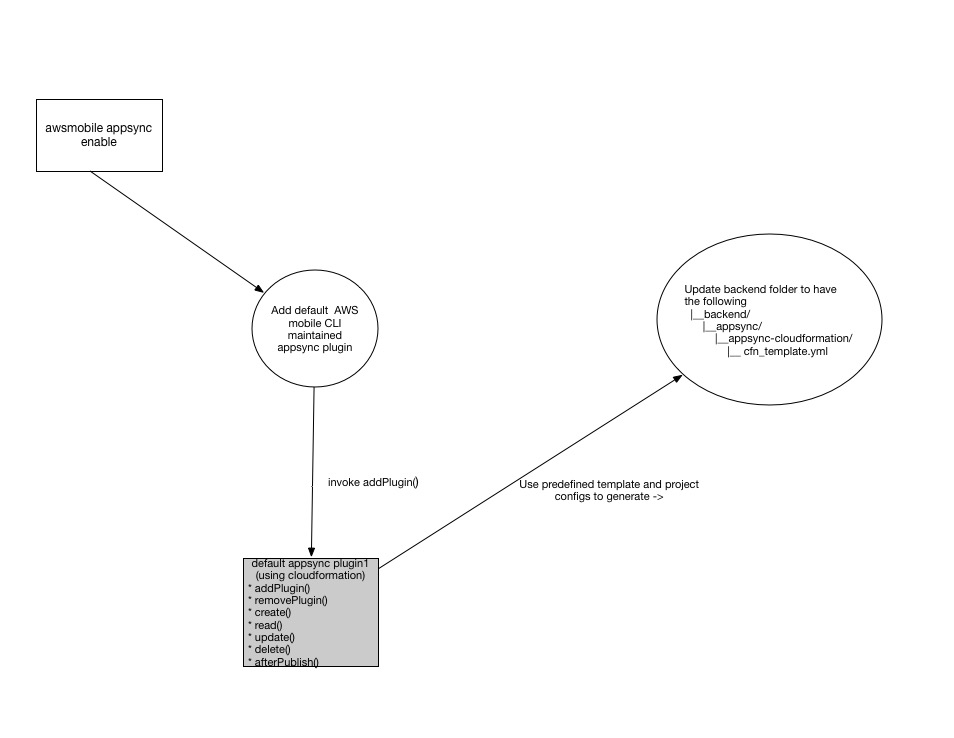 awsmobile appsync
enable
Add default  AWS
mobile CLI
maintained
appsync plugin
Update backend folder to have
the following
|__backend/
|__appsync/
|__appsync-cloudformation/
|__ cfn_template.yml
invoke addPlugin()
Use predefined template and project
configs to generate ->
default appsync plugin1
(using cloudformation)
* addPlugin()
* removePlugin()
* create()
* read()
* update()
* delete()
* afterPublish()